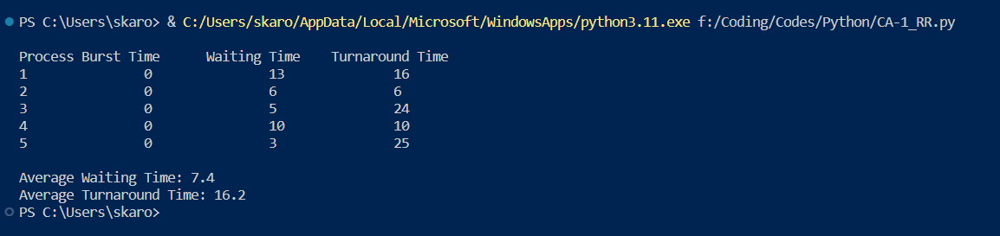 PS C:\Users\skaro> & C:/Users/skaro/AppData/Local/Microsoft/WindowsApps/python3.11.exe f:/Coding/Codes/Python/CA-1_RR.py
Process Burst Time      Waiting Time    Turnaround Time
1               0               13              16
2               0               6               6
3               0               5               24
4               0               10              10
5               0               3               25
Average Waiting Time: 7.4
Average Turnaround Time: 16.2
PS C:\Users\skaro>